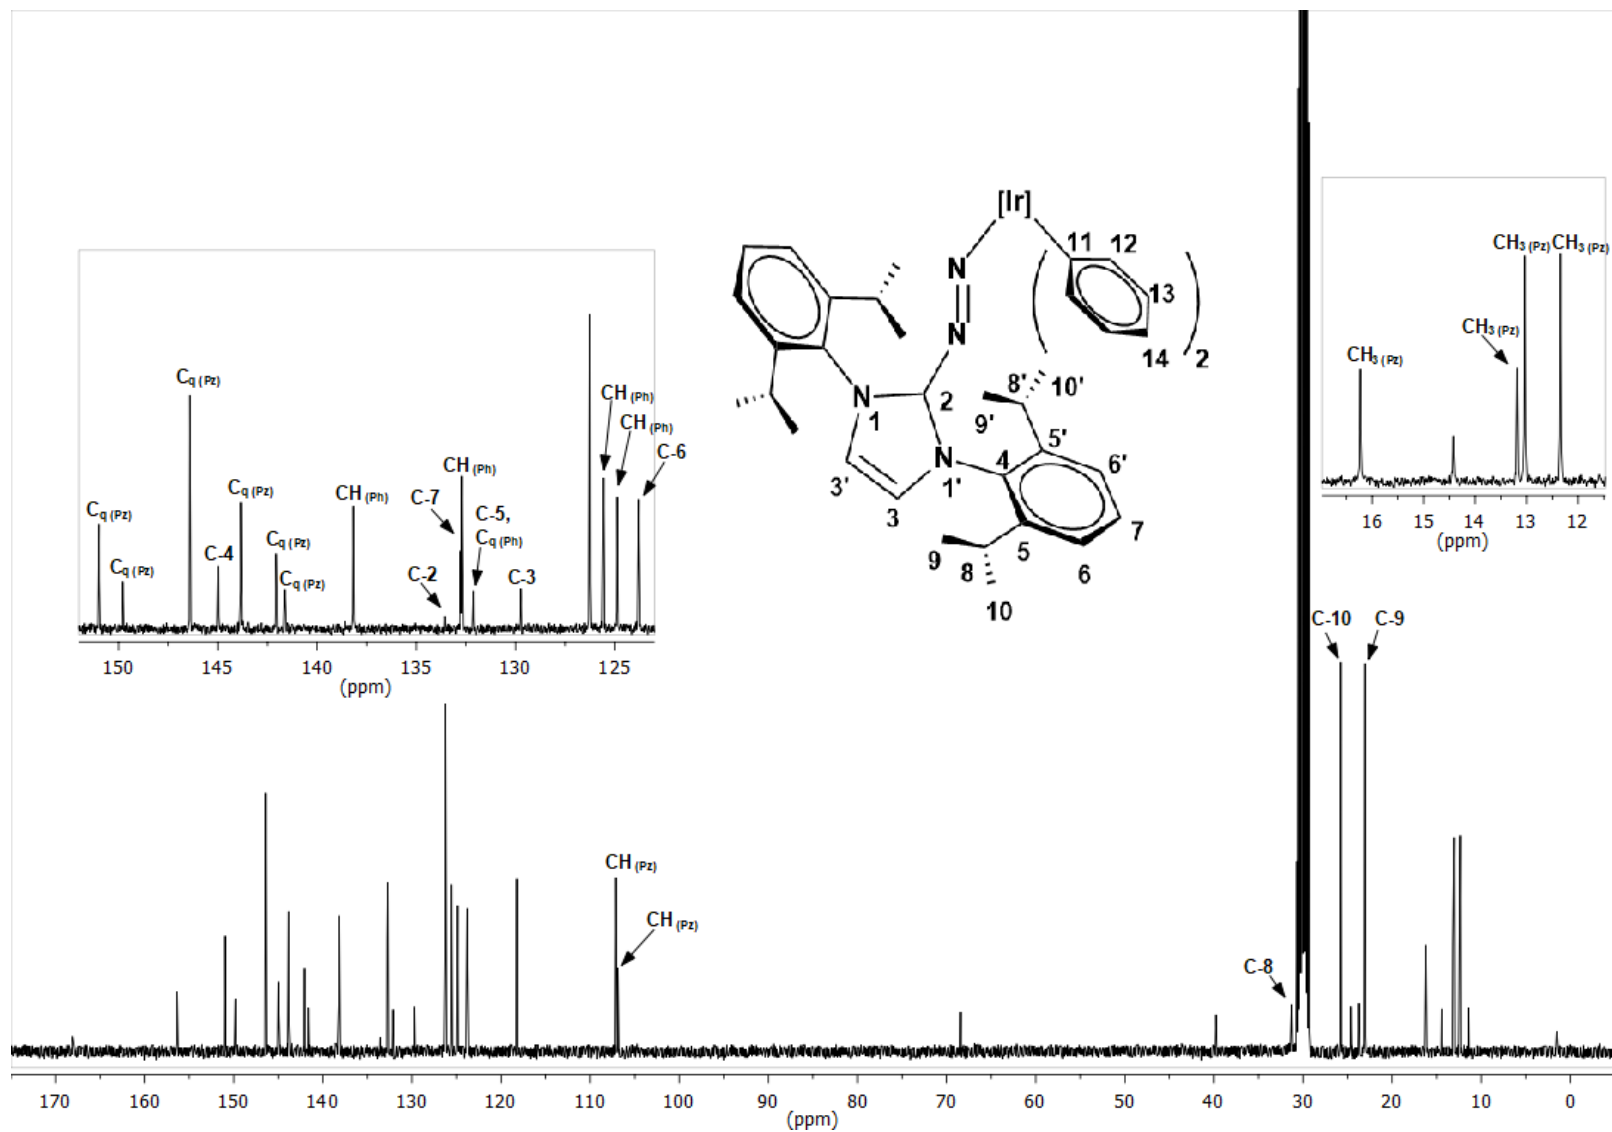 [Ir]
11
12
13
14
2
N
N
N
1
2
N
1'
3'
3
4
5'
6'
7
6
5
8'
9'
10'
9
8
10
Cq (Pz)
Cq (Pz)
Cq (Pz)
C-4
Cq (Pz)
Cq (Pz)
Cq (Pz)
CH (Ph)
C-2
C-7
CH (Ph)
C-5,
Cq (Ph)
C-3
CH (Ph)
CH (Ph)
C-6
150 145 140 135 130 125
(ppm)
CH3 (Pz)
CH3 (Pz)
CH3 (Pz)
CH3 (Pz)
16 15 14 13 12
(ppm)
CH (Pz)
CH (Pz)
C-8
C-10
C-9
170 160 150 140 130 120 110 100 90 80 70 60 50 40 30 20 10 0
(ppm)